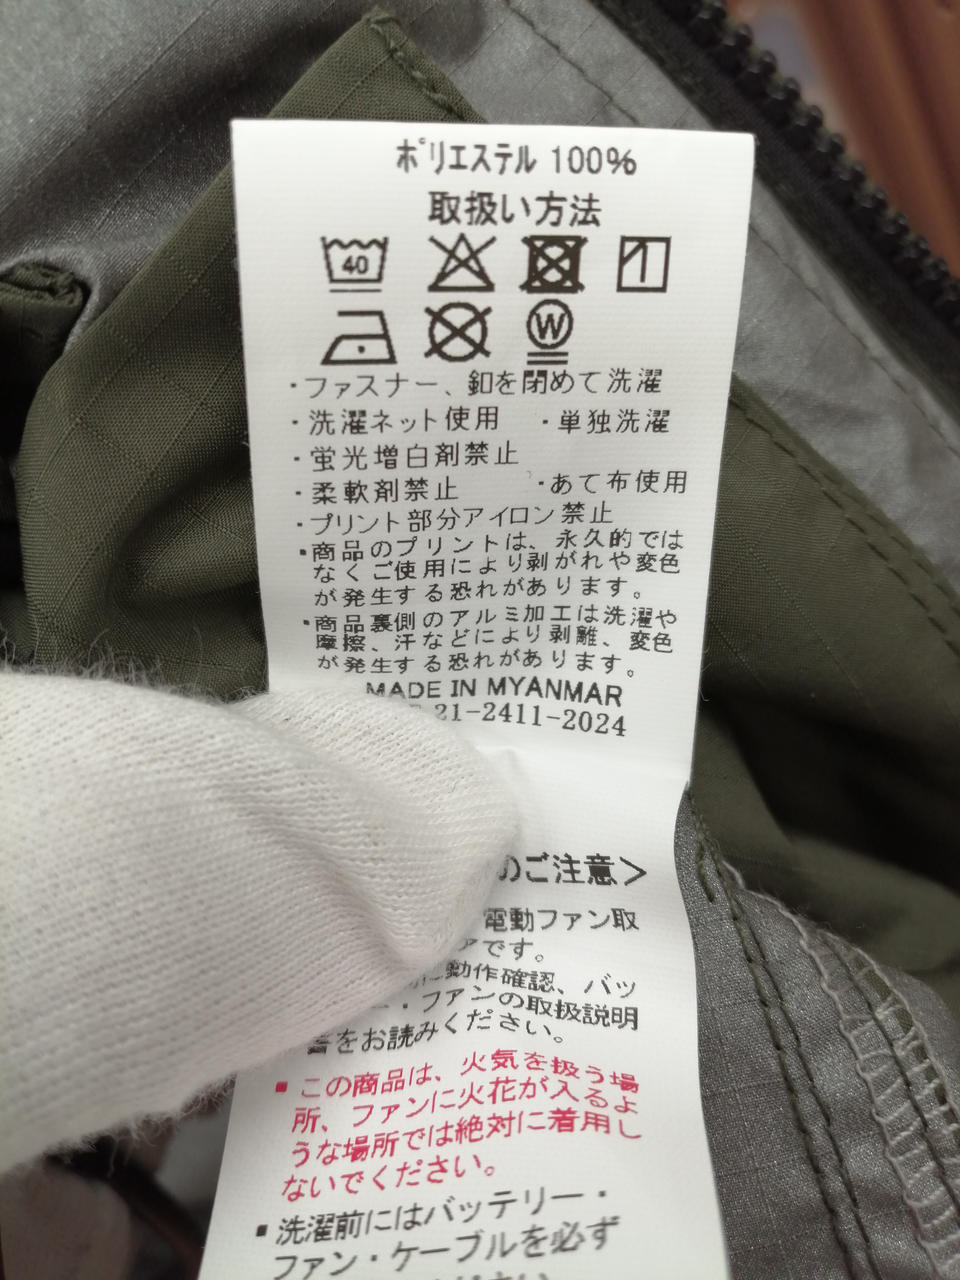 ポリエステル 100%
取扱い方法
40
W
・ファスナー、釦を閉めて洗濯
・洗濯ネット使用 ・単独洗濯
・蛍光増白剤禁止
・柔軟剤禁止 ・あて布使用
・プリント部分アイロン禁止
▪商品のプリントは、永久的では
なくご使用により剥がれや変色
が発生する恐れがあります。
▪商品裏側のアルミ加工は洗濯や
摩擦、汗などにより剥離、変色
が発生する恐れがあります。
MADE IN MYANMAR
21-2411-2024
のご注意＞
電動ファン取
アです。
に動作確認、バッ
ー・ファンの取扱説明
書をお読みください。
▪この商品は、火気を扱う場
所、ファンに火花が入るよ
うな場所では絶対に着用し
ないでください。
▪洗濯前にはバッテリー・
ファン・ケーブルを必ず